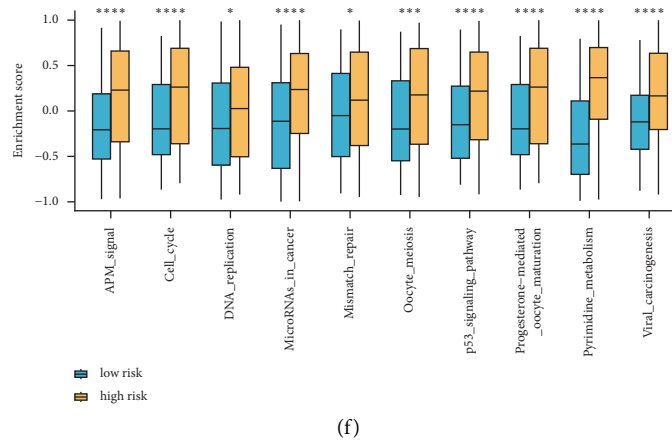 **** **** * **** * *** **** **** **** ****
1.0
0.5
0.0
−0.5
−1.0
Enrichment score
APM_signal
Cell_cycle
DNA_replication
MicroRNAs_in_cancer
Mismatch_repair
Oocyte_meiosis
p53_signaling_pathway
Progesterone−mediated
_oocyte_maturation
Pyrimidine_metabolism
Viral_carcinogenesis
low risk
high risk
(f)